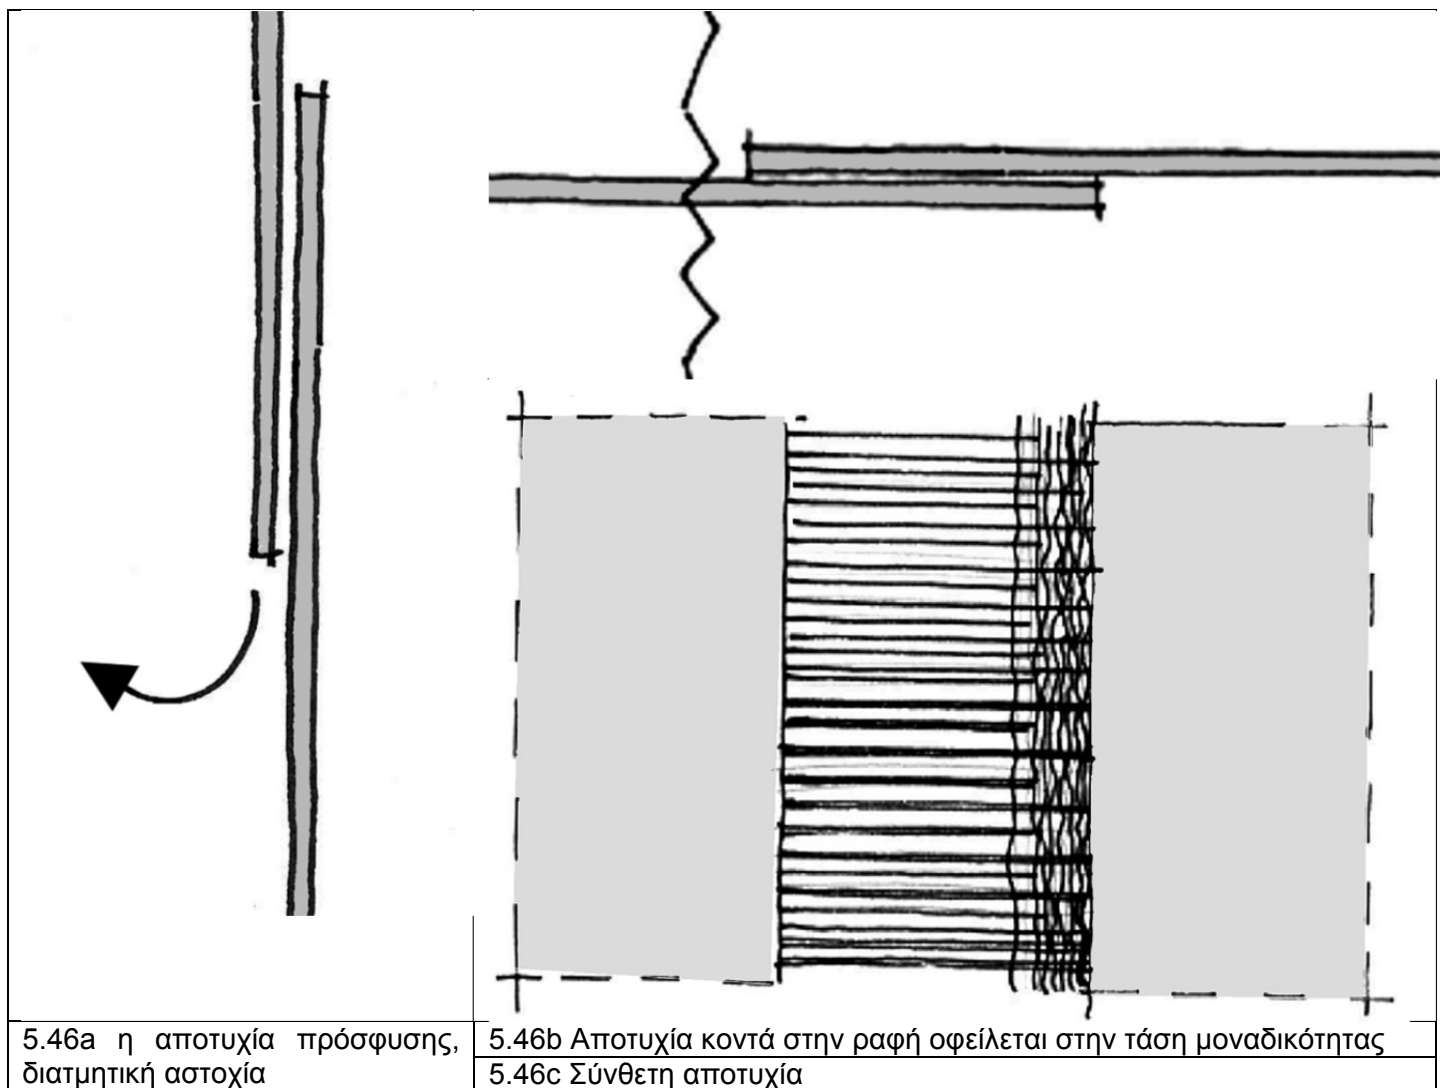 5.46a η αποτυχία πρόσφυσης,
διατμητική αστοχία
5.46b Αποτυχία κοντά στην ραφή οφείλεται στην τάση μοναδικότητας
5.46c Σύνθετη αποτυχία